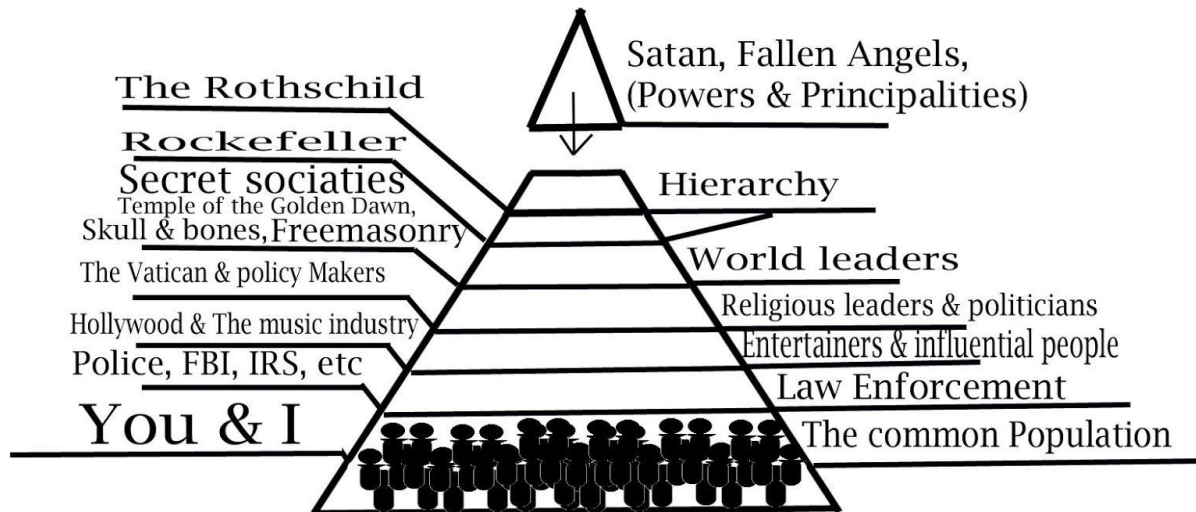 The Rothschild
Rockefeller
Secret sociaties
Temple of the Golden Dawn,
Skull & bones, Freemasonry
The Vatican & policy Makers
Hollywood & The music industry
Police, FBI, IRS, etc
You & I
Satan, Fallen Angels,
(Powers & Principalities)
Hierarchy
World leaders
Religious leaders & politicians
Entertainers & influential people
Law Enforcement
The common Population